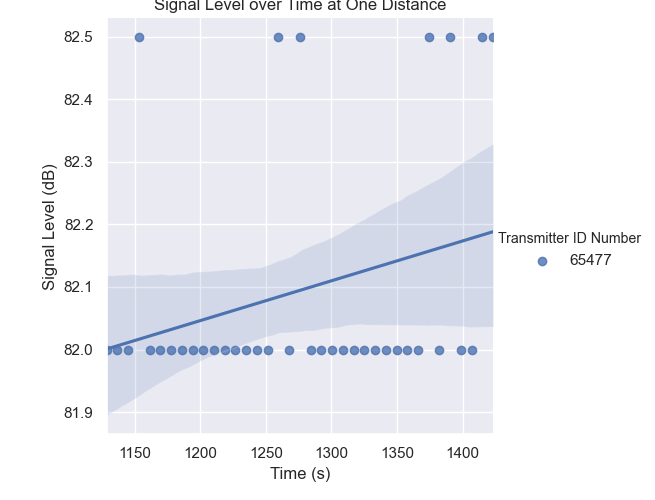 Signal Level over Time at One Distance
82.5
82.4
82.3
82.2
82.1
82.0
81.9
Signal Level (dB)
1150 1200 1250 1300 1350 1400
Time (s)
Transmitter ID Number
65477